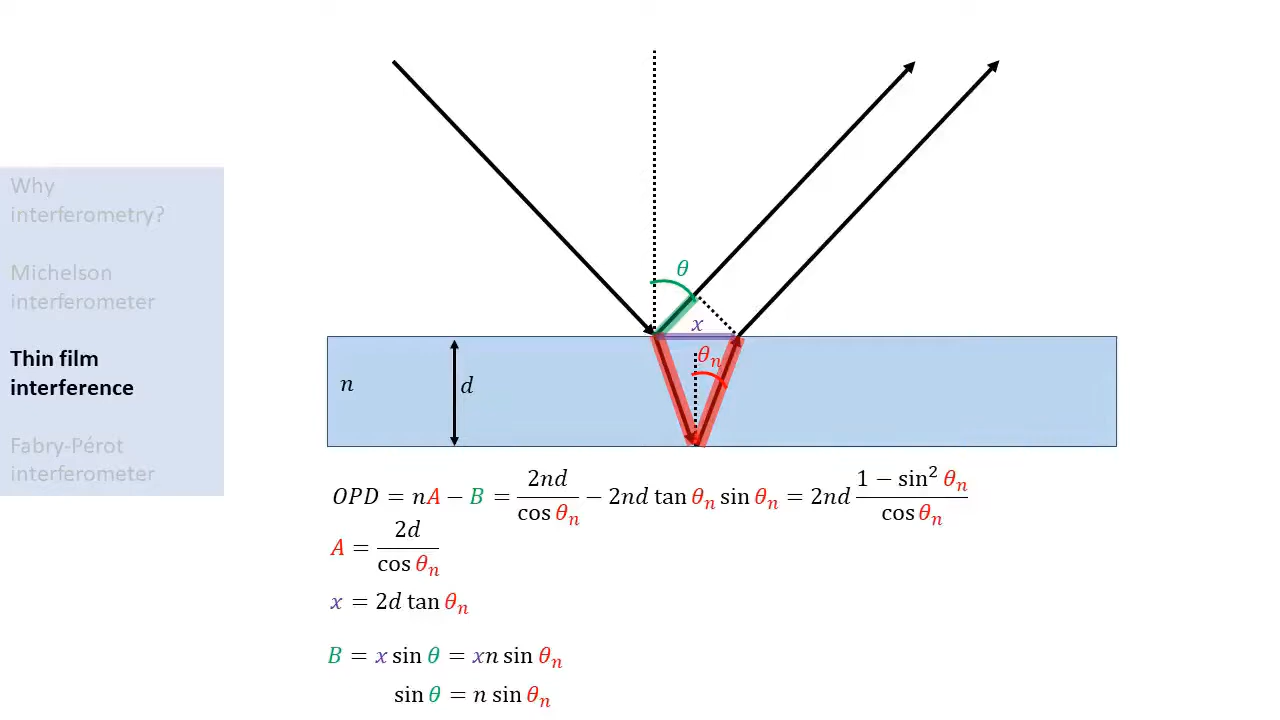 Why
interferometry?
Michelson
interferometer
Thin film
interference
Fabry-Pérot
interferometer
θ
x
θₙ
n
d
OPD = nA − B = 2nd / cos θₙ − 2nd tan θₙ sin θₙ = 2nd (1 − sin² θₙ) / cos θₙ
A = 2d / cos θₙ
x = 2d tan θₙ
B = x sin θ = xn sin θₙ
sin θ = n sin θₙ